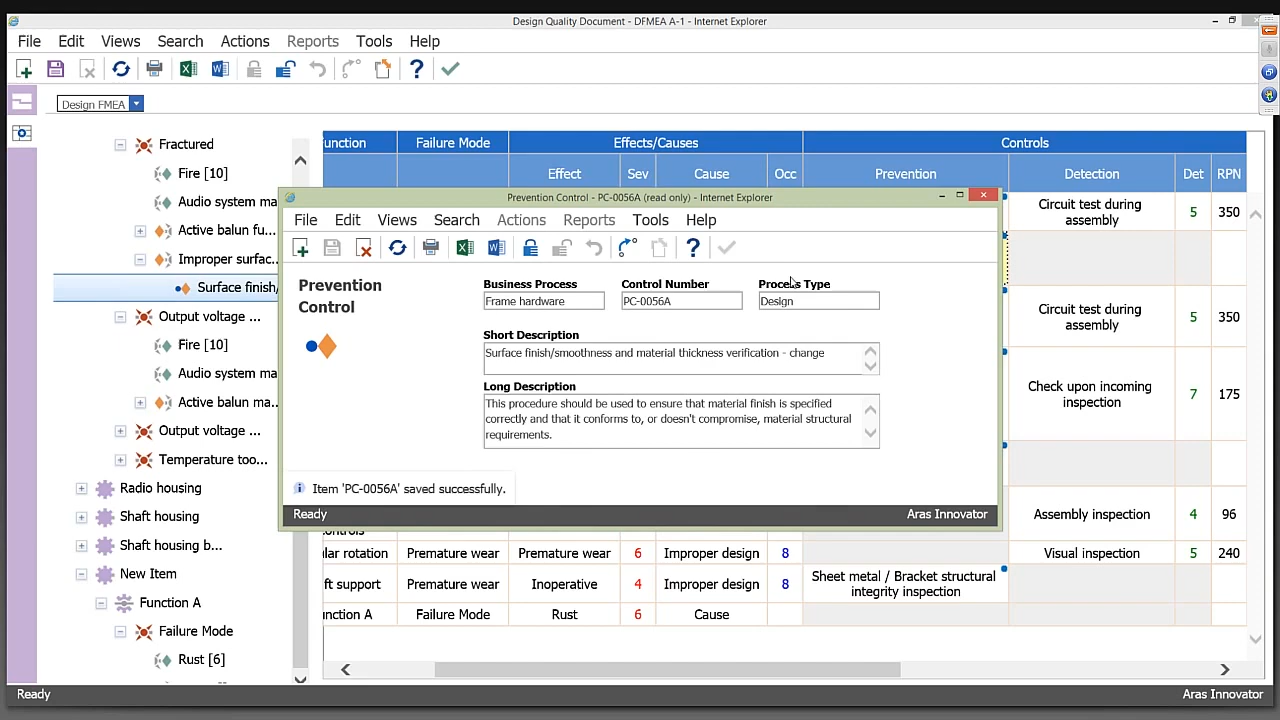 Design Quality Document - DFMEA A-1 - Internet Explorer
File Edit Views Search Actions Reports Tools Help
Design FMEA
Fractured
Fire [10]
Audio system ma
Active balun fu...
Improper surfac...
Surface finish/
Output voltage ...
Fire [10]
Audio system ma
Active balun ma...
Output voltage ...
Temperature too...
Radio housing
Shaft housing
Shaft housing b...
New Item
Function A
Failure Mode
Rust [6]
unction Failure Mode Effects/Causes Controls
Effect Sev Cause Occ Prevention Detection Det RPN
Circuit test during
assembly
5 350
Circuit test during
assembly
5 350
Check upon incoming
inspection
7 175
Assembly inspection 4 96
ontrols
lar rotation Premature wear Premature wear 6 Improper design 8 Visual inspection 5 240
ft support Premature wear Inoperative 4 Improper design 8 Sheet metal / Bracket structural
integrity inspection
unction A Failure Mode Rust 6 Cause
Prevention Control - PC-0056A (read only) - Internet Explorer
File Edit Views Search Actions Reports Tools Help
Prevention
Control
Business Process Control Number Process Type
Frame hardware PC-0056A Design
Short Description
Surface finish/smoothness and material thickness verification - change
Long Description
This procedure should be used to ensure that material finish is specified
correctly and that it conforms to, or doesn't compromise, material structural
requirements.
Item 'PC-0056A' saved successfully.
Ready Aras Innovator
Ready Aras Innovator